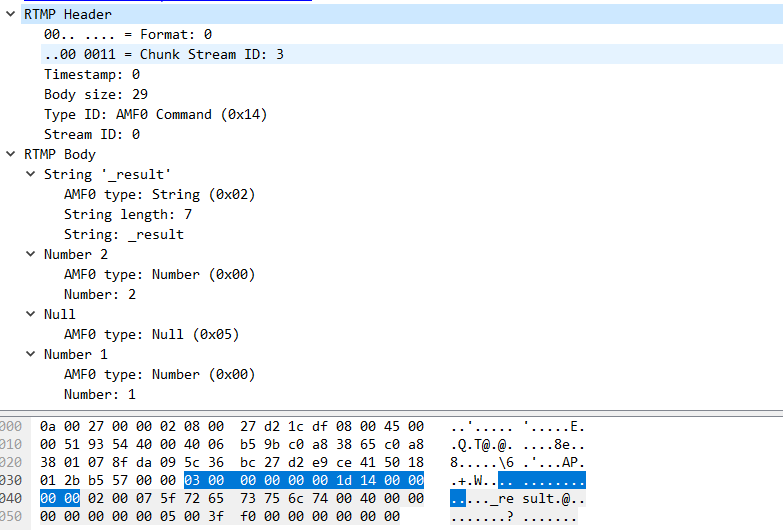 RTMP Header
00.. .... = Format: 0
..00 0011 = Chunk Stream ID: 3
Timestamp: 0
Body size: 29
Type ID: AMF0 Command (0x14)
Stream ID: 0
RTMP Body
String '_result'
AMF0 type: String (0x02)
String length: 7
String: _result
Number 2
AMF0 type: Number (0x00)
Number: 2
Null
AMF0 type: Null (0x05)
Number 1
AMF0 type: Number (0x00)
Number: 1
000 0a 00 27 00 00 02 08 00 27 d2 1c df 08 00 45 00 ..'..... '.....E.
010 00 51 93 54 40 00 40 06 b5 9b c0 a8 38 65 c0 a8 .Q.T@.@. ....8e..
020 38 01 07 8f da 09 5c 36 bc 27 d2 e9 ce 41 50 18 8.....\6 .'...AP.
030 01 2b b5 57 00 00 03 00 00 00 00 00 1d 14 00 00 .+.W.... ........
040 00 00 02 00 07 5f 72 65 73 75 6c 74 00 40 00 00 ....._re sult.@..
050 00 00 00 00 00 05 00 3f f0 00 00 00 00 00 00 .......? .......